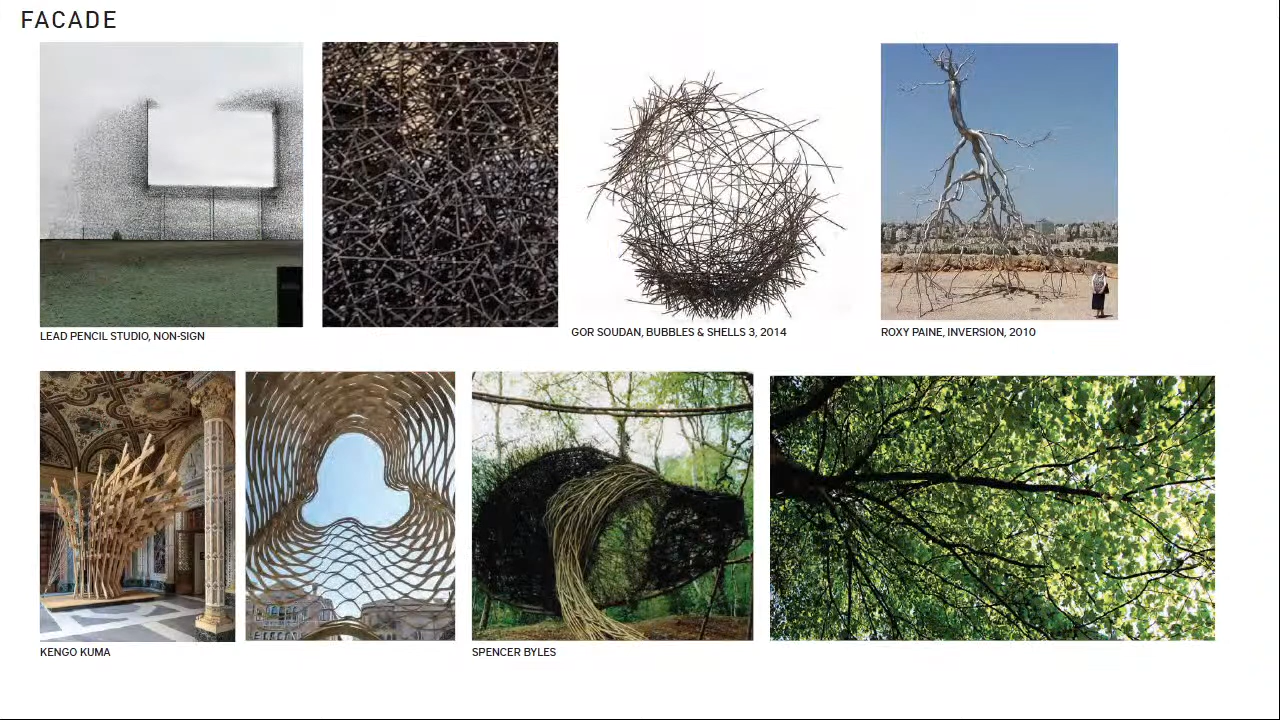 FACADE
LEAD PENCIL STUDIO, NON-SIGN
GOR SOUDAN, BUBBLES & SHELLS 3, 2014
ROXY PAINE, INVERSION, 2010
KENGO KUMA
SPENCER BYLES